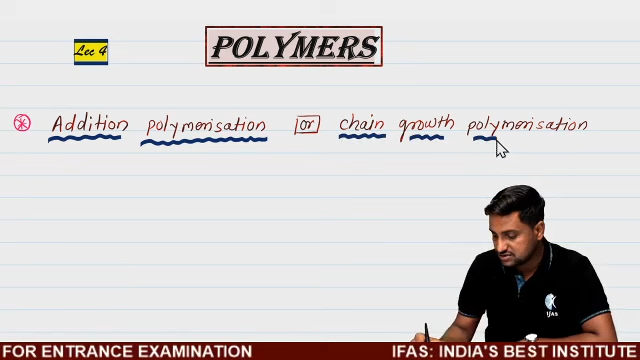 POLYMERS
Lec 4
Addition polymerisation or chain growth polymerisation
iFAS
FOR ENTRANCE EXAMINATION IFAS: INDIA'S BEST INSTITUTE